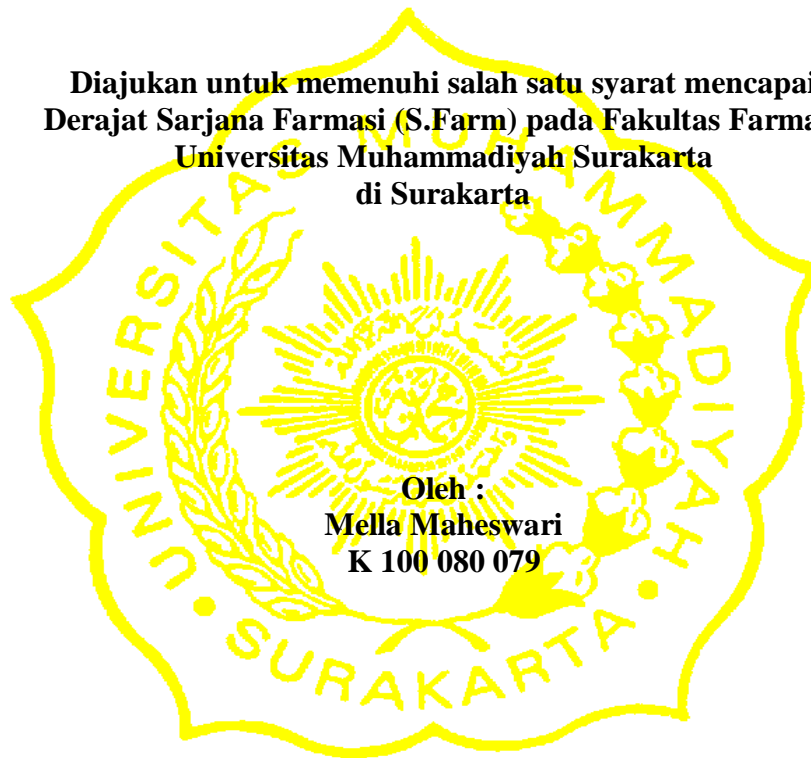 Diajukan untuk memenuhi salah satu syarat mencapai
Derajat Sarjana Farmasi (S.Farm) pada Fakultas Farma
Universitas Muhammadiyah Surakarta
di Surakarta
UNIVERSITAS MUHAMMADIYAH
Oleh :
Mella Maheswari
K 100 080 079
SURAKARTA